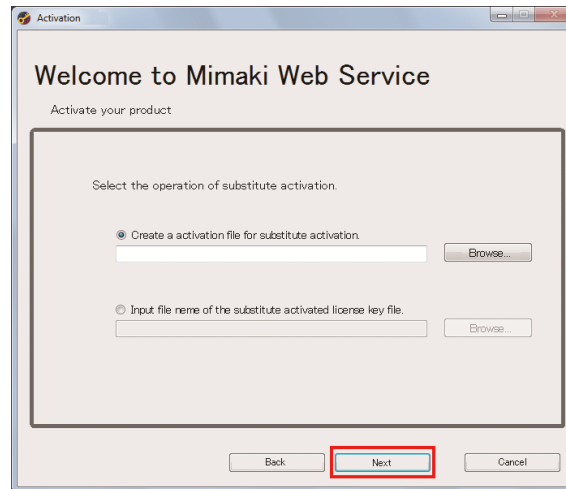 Activation
Welcome to Mimaki Web Service
Activate your product
Select the operation of substitute activation.
Create a activation file for substitute activation.
Browse...
Input file name of the substitute activated license key file.
Browse...
Back Next Cancel